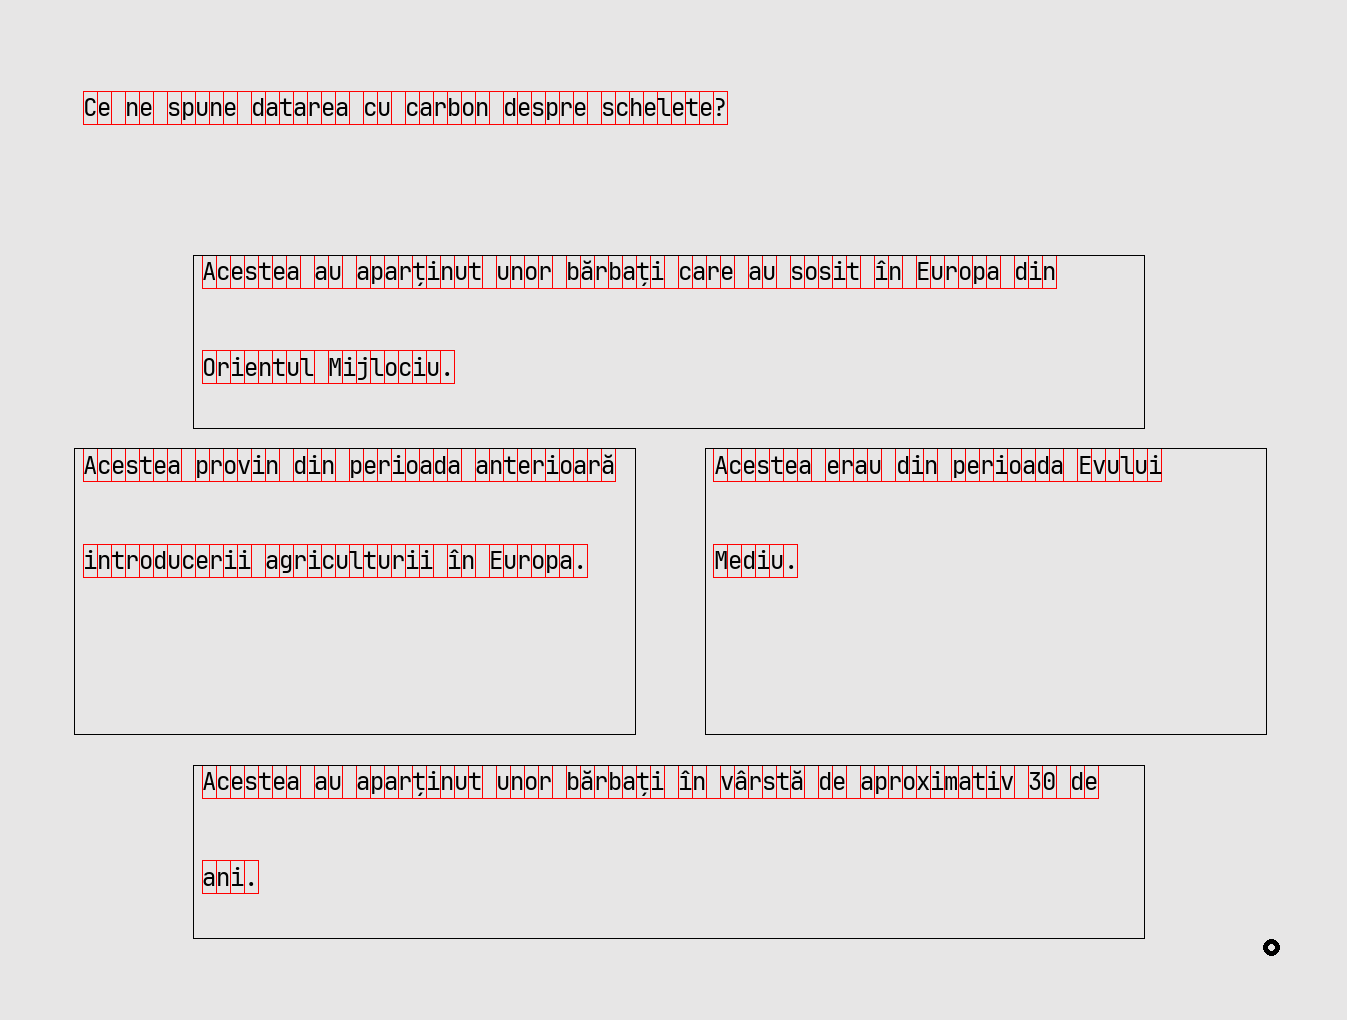 Ce ne spune datarea cu carbon despre schelete?
Acestea au aparținut unor bărbați care au sosit în Europa din
Orientul Mijlociu.
Acestea provin din perioada anterioară
introducerii agriculturii în Europa.
Acestea erau din perioada Evului
Mediu.
Acestea au aparținut unor bărbați în vârstă de aproximativ 30 de
ani.